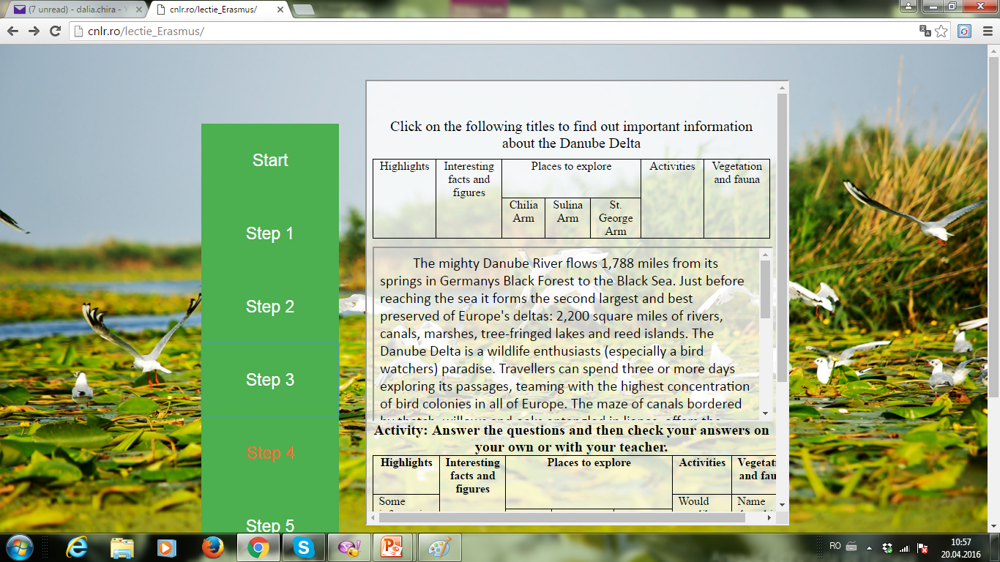 (7 unread) - dalia.chira - Y
cnlr.ro/lectie_Erasmus/
cnlr.ro/lectie_Erasmus/
Start
Step 1
Step 2
Step 3
Step 4
Step 5
Click on the following titles to find out important information
about the Danube Delta
Highlights
Interesting
facts and
figures
Places to explore
Chilia
Arm
Sulina
Arm
St.
George
Arm
Activities
Vegetation
and fauna
The mighty Danube River flows 1,788 miles from its
springs in Germanys Black Forest to the Black Sea. Just before
reaching the sea it forms the second largest and best
preserved of Europe's deltas: 2,200 square miles of rivers,
canals, marshes, tree-fringed lakes and reed islands. The
Danube Delta is a wildlife enthusiasts (especially a bird
watchers) paradise. Travellers can spend three or more days
exploring its passages, teaming with the highest concentration
of bird colonies in all of Europe. The maze of canals bordered
Activity: Answer the questions and then check your answers on
your own or with your teacher.
Highlights
Interesting
facts and
figures
Places to explore
Activities
Vegetati
and fau
Some
Would
Name
RO
10:57
20.04.2016